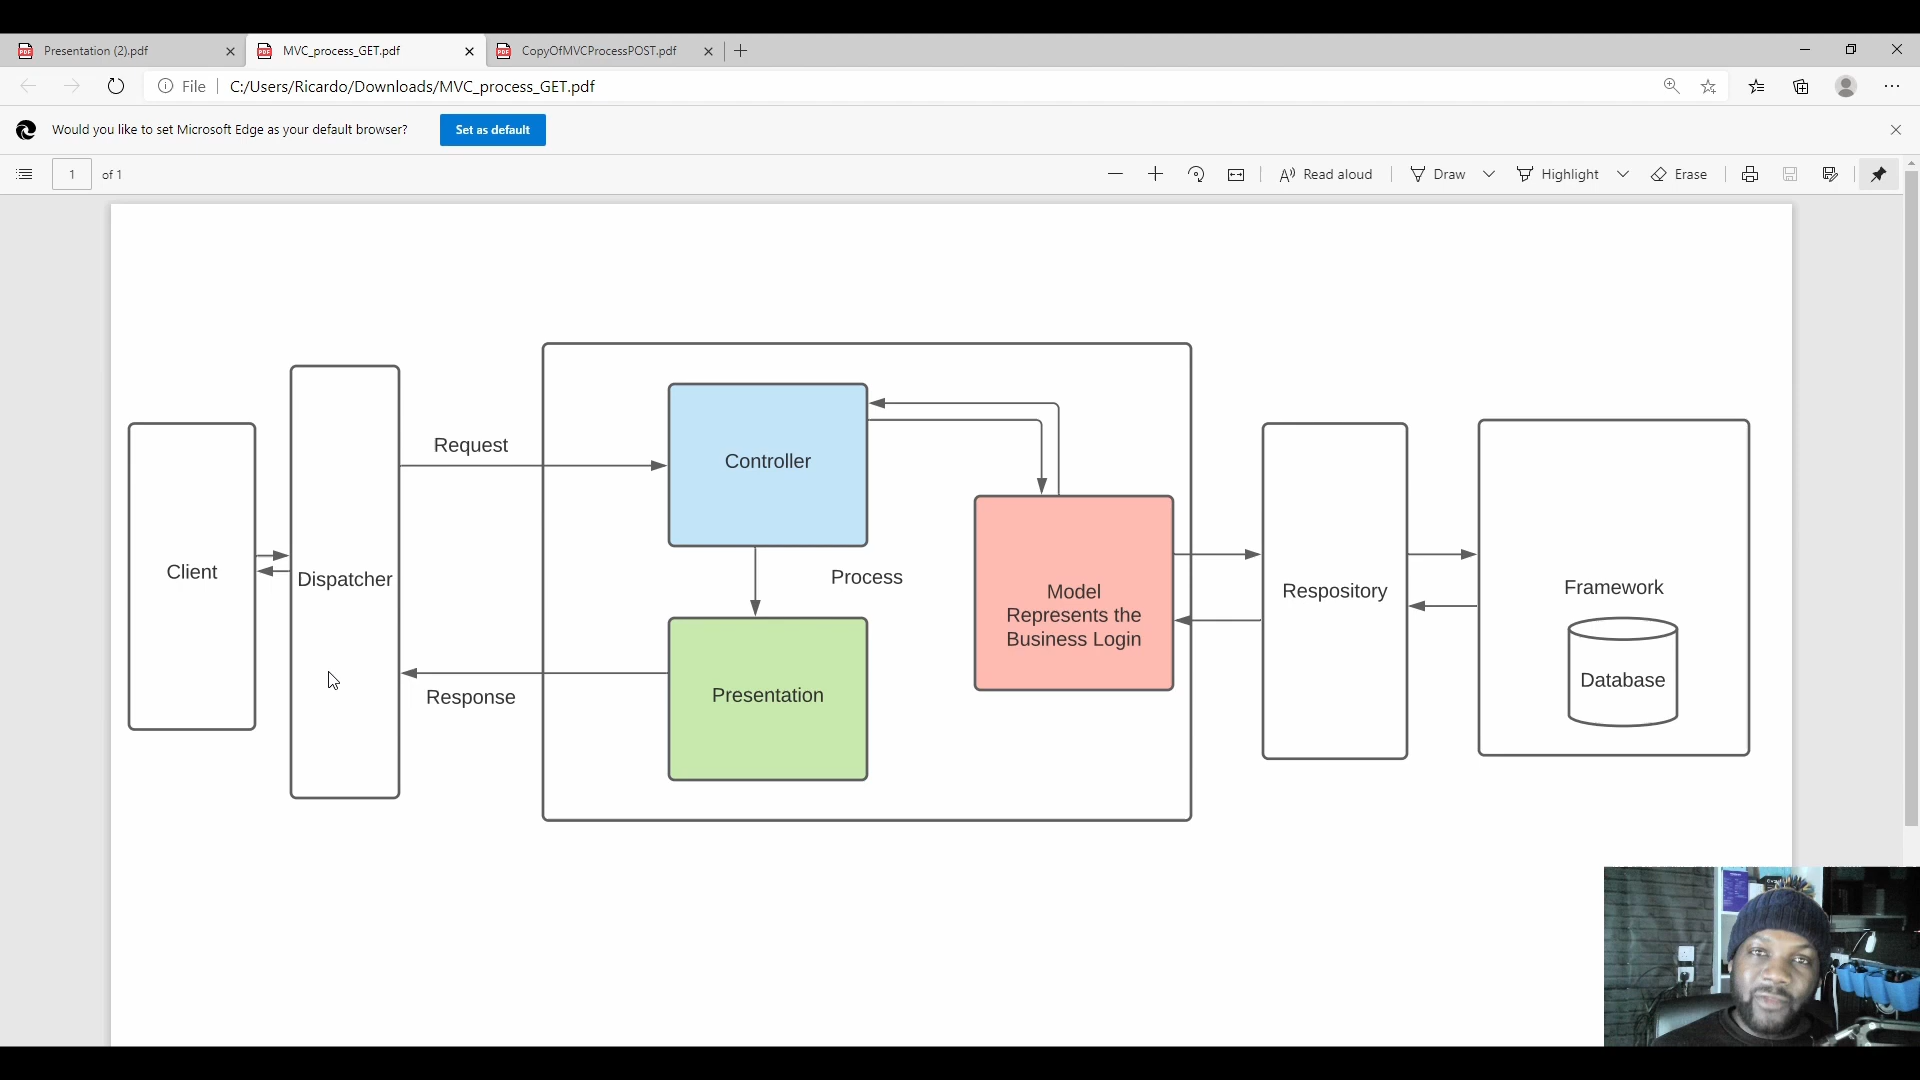 Presentation (2).pdf
MVC_process_GET.pdf
CopyOfMVCProcessPOST.pdf
File
C:/Users/Ricardo/Downloads/MVC_process_GET.pdf
Would you like to set Microsoft Edge as your default browser?
Set as default
1 of 1
Read aloud
Draw
Highlight
Erase
Request
Controller
Client
Dispatcher
Process
Model
Represents the
Business Login
Respository
Framework
Response
Presentation
Database